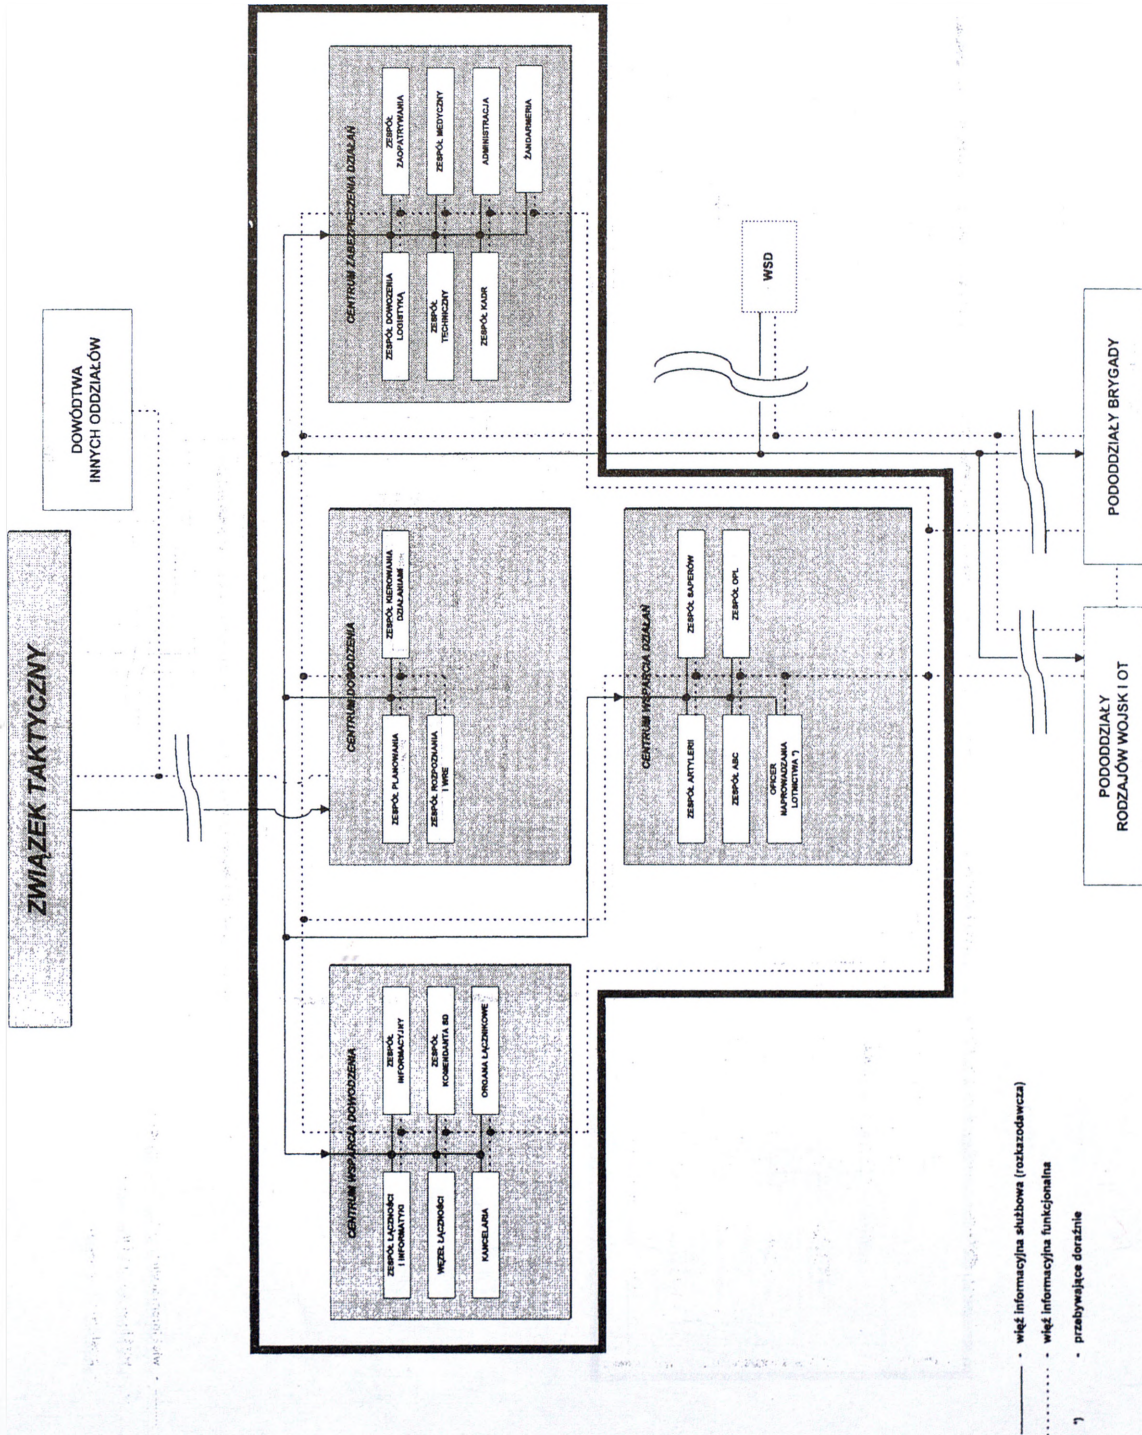 ZWIĄZEK TAKTYCZNY
DOWÓDTWA
INNYCH ODDZIAŁÓW
CENTRUM WSPARCIA DOWODZENIA
ZESPÓŁ ŁĄCZNOŚCI
I INFORMATYKI
ZESPÓŁ
INFORMACYJNY
WĘZEŁ ŁĄCZNOŚCI
ZESPÓŁ
KOMENDANTA SD
KANCELARIA
ORGANA ŁĄCZNIKOWE
CENTRUM DOWODZENIA
ZESPÓŁ PLANOWANIA
ZESPÓŁ KIEROWANIA
DZIAŁANIAMI
ZESPÓŁ ROZPOZNANIA
I WRE
CENTRUM ZABEZPIECZENIA DZIAŁAŃ
ZESPÓŁ DOWOŻENIA
LOGISTYKĄ
ZESPÓŁ
ZAOPATRYWANIA
ZESPÓŁ
TECHNICZNY
ZESPÓŁ MEDYCZNY
ZESPÓŁ KADR
ADMINISTRACJA
ŻANDARMERIA
CENTRUM WSPARCIA DZIAŁAŃ
ZESPÓŁ ARTYLERII
ZESPÓŁ SAPERÓW
ZESPÓŁ ABC
ZESPÓŁ OPL
OFICER
NAPROWADZANIA
LOTNICTWA *)
WSD
PODODDZIAŁY
RODZAJÓW WOJSK I OT
PODODDZIAŁY BRYGADY
- więź informacyjna służbowa (rozkazodawcza)
- więź informacyjna funkcjonalna
*) - przebywające doraźnie